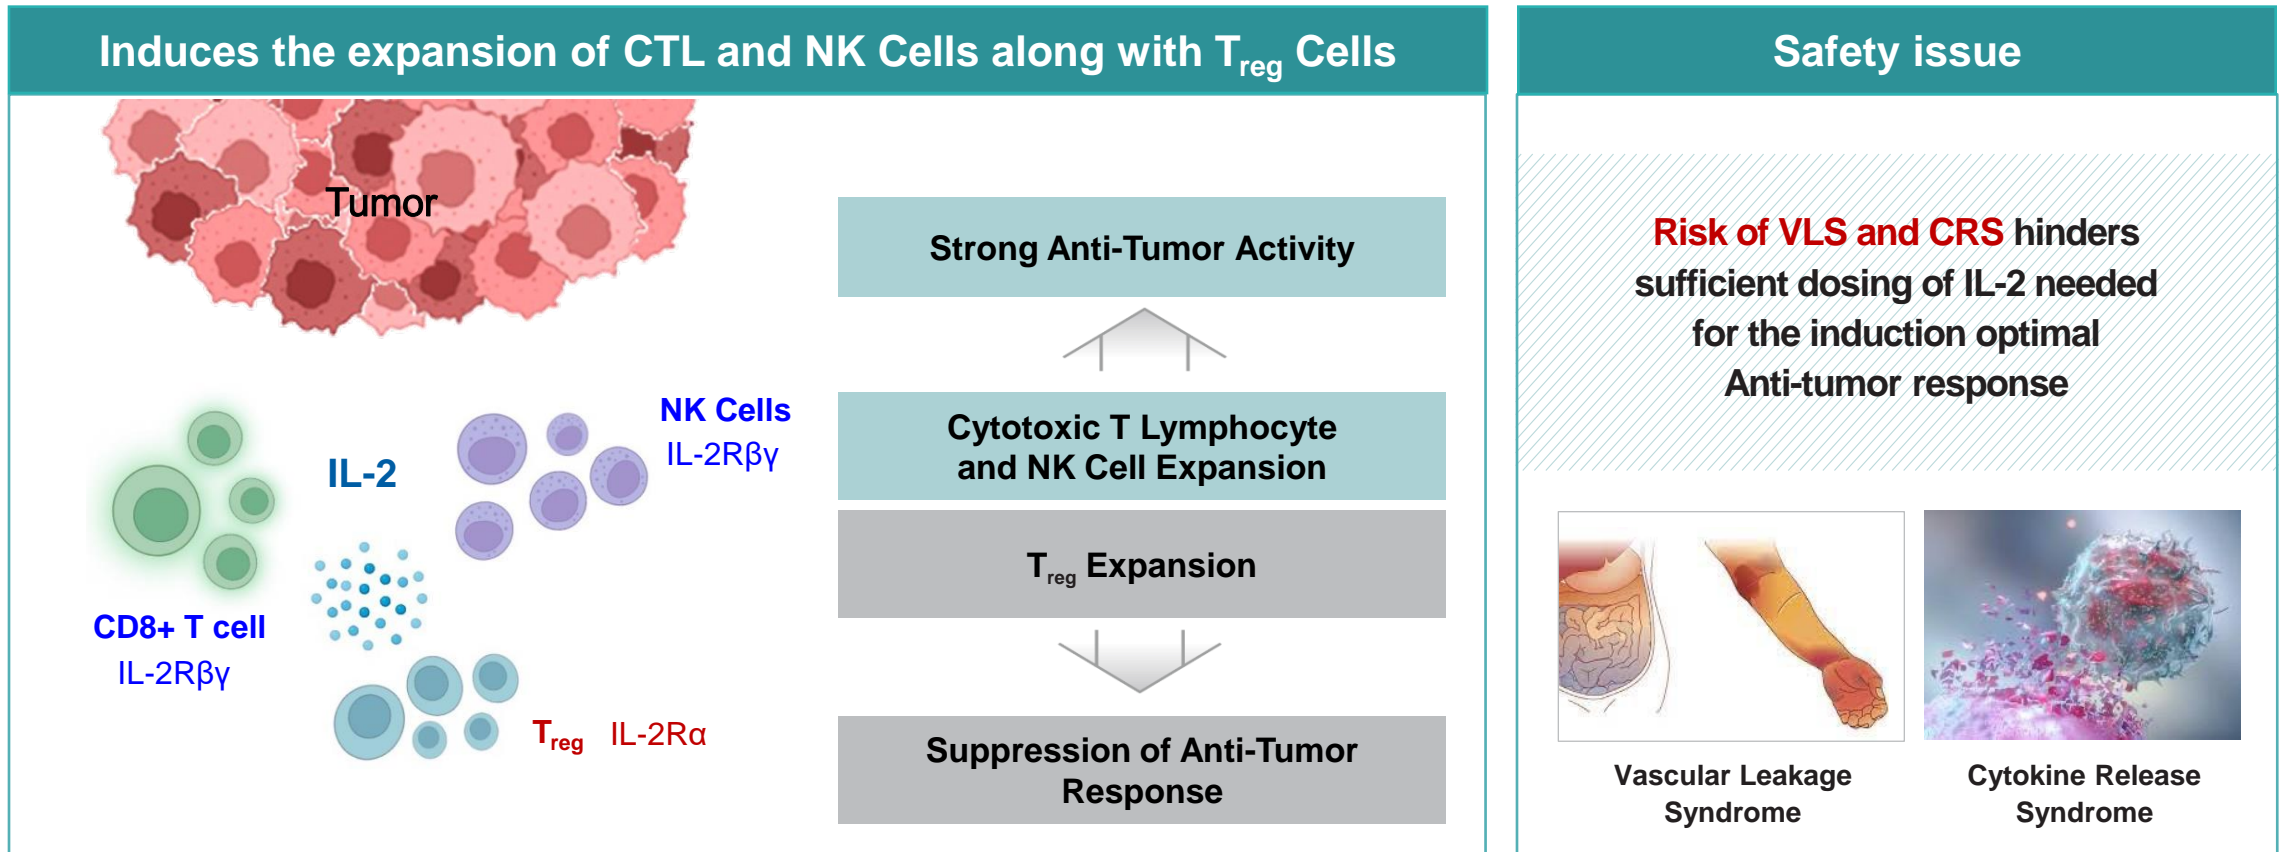 Induces the expansion of CTL and NK Cells along with Treg Cells
Tumor
NK Cells
IL-2Rβγ
IL-2
CD8+ T cell
IL-2Rβγ
Treg IL-2Rα
Strong Anti-Tumor Activity
Cytotoxic T Lymphocyte
and NK Cell Expansion
Treg Expansion
Suppression of Anti-Tumor
Response
Safety issue
Risk of VLS and CRS hinders
sufficient dosing of IL-2 needed
for the induction optimal
Anti-tumor response
Vascular Leakage
Syndrome
Cytokine Release
Syndrome